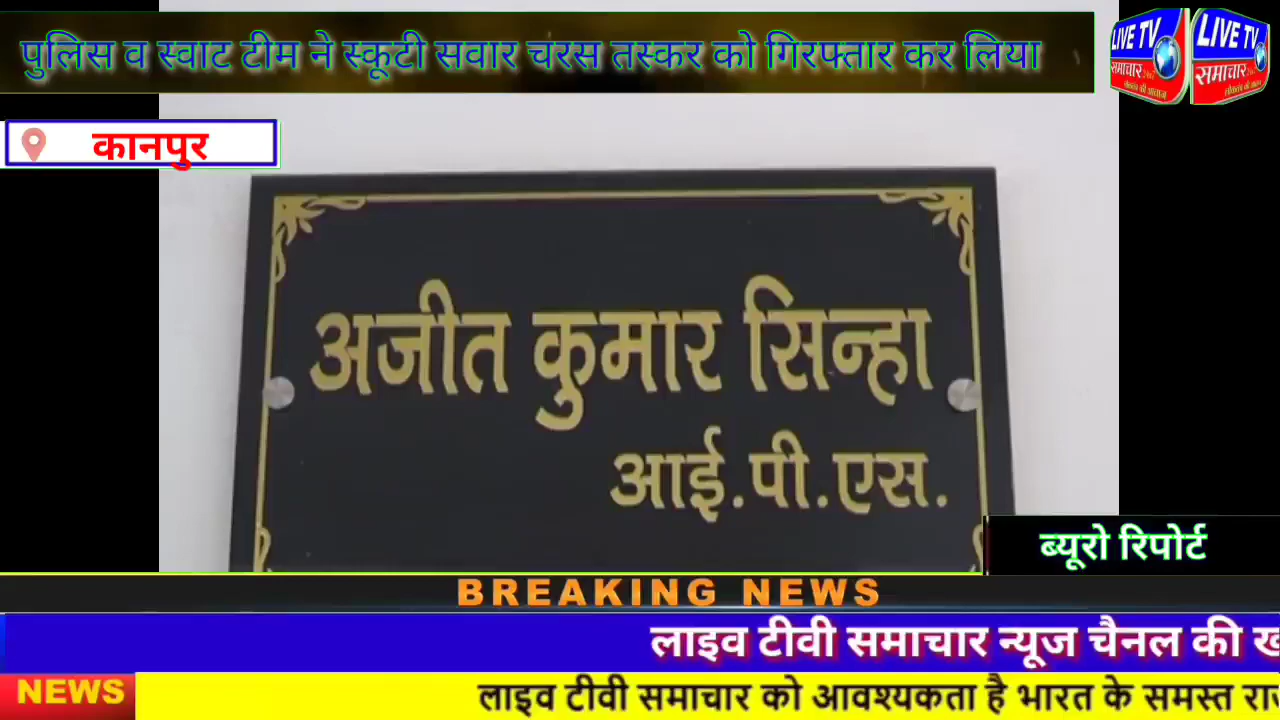 पुलिस व स्वाट टीम ने स्कूटी सवार चरस तस्कर को गिरफ्तार कर लिया
LIVE TV
समाचार
LIVE TV
समाचार
कानपुर
अजीत कुमार सिन्हा
आई.पी.एस.
ब्यूरो रिपोर्ट
BREAKING NEWS
लाइव टीवी समाचार न्यूज चैनल की
NEWS
लाइव टीवी समाचार को आवश्यकता है भारत के समस्त